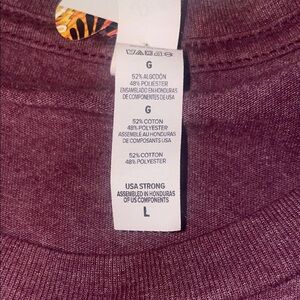 G
52% ALGODÓN
48% POLIESTER
ENSAMBLADO EN HONDURAS
DE COMPONENTES DE USA
G
52% COTON
48% POLYESTER
ASSEMBLÉ AU HONDURAS
DE COMPOSANTS USA
52% COTTON
48% POLYESTER
USA STRONG
ASSEMBLED IN HONDURAS
OF US COMPONENTS
L